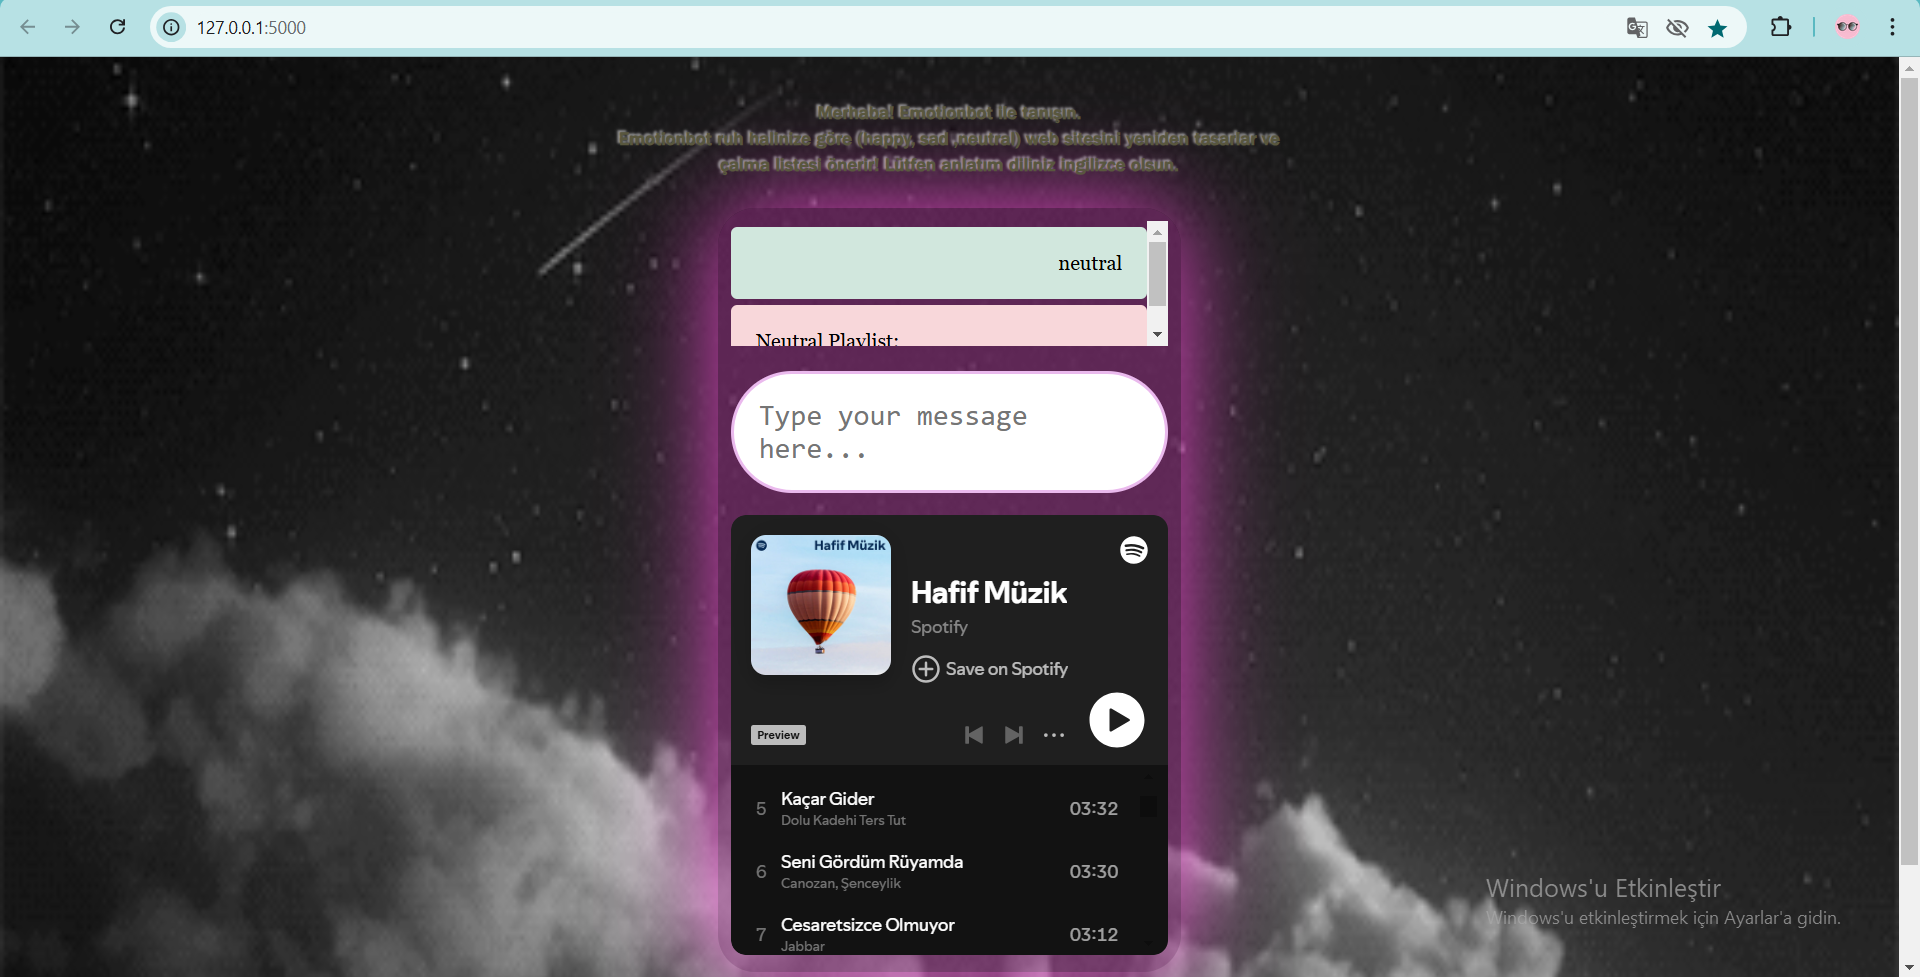 127.0.0.1:5000
Merhaba! Emotionbot ile tanışın.
Emotionbot ruh halinize göre (happy, sad ,neutral) web sitesini yeniden tasarlar ve
çalma listesi önerir! Lütfen anlatım diliniz ingilizce olsun.
neutral
Neutral Playlist:
Type your message
here...
Hafif Müzik
Hafif Müzik
Spotify
Save on Spotify
Preview
5 Kaçar Gider 03:32
Dolu Kadehi Ters Tut
6 Seni Gördüm Rüyamda 03:30
Canozan, Şenceylik
7 Cesaretsizce Olmuyor 03:12
Jabbar
Windows'u Etkinleştir
Windows'u etkinleştirmek için Ayarlar'a gidin.